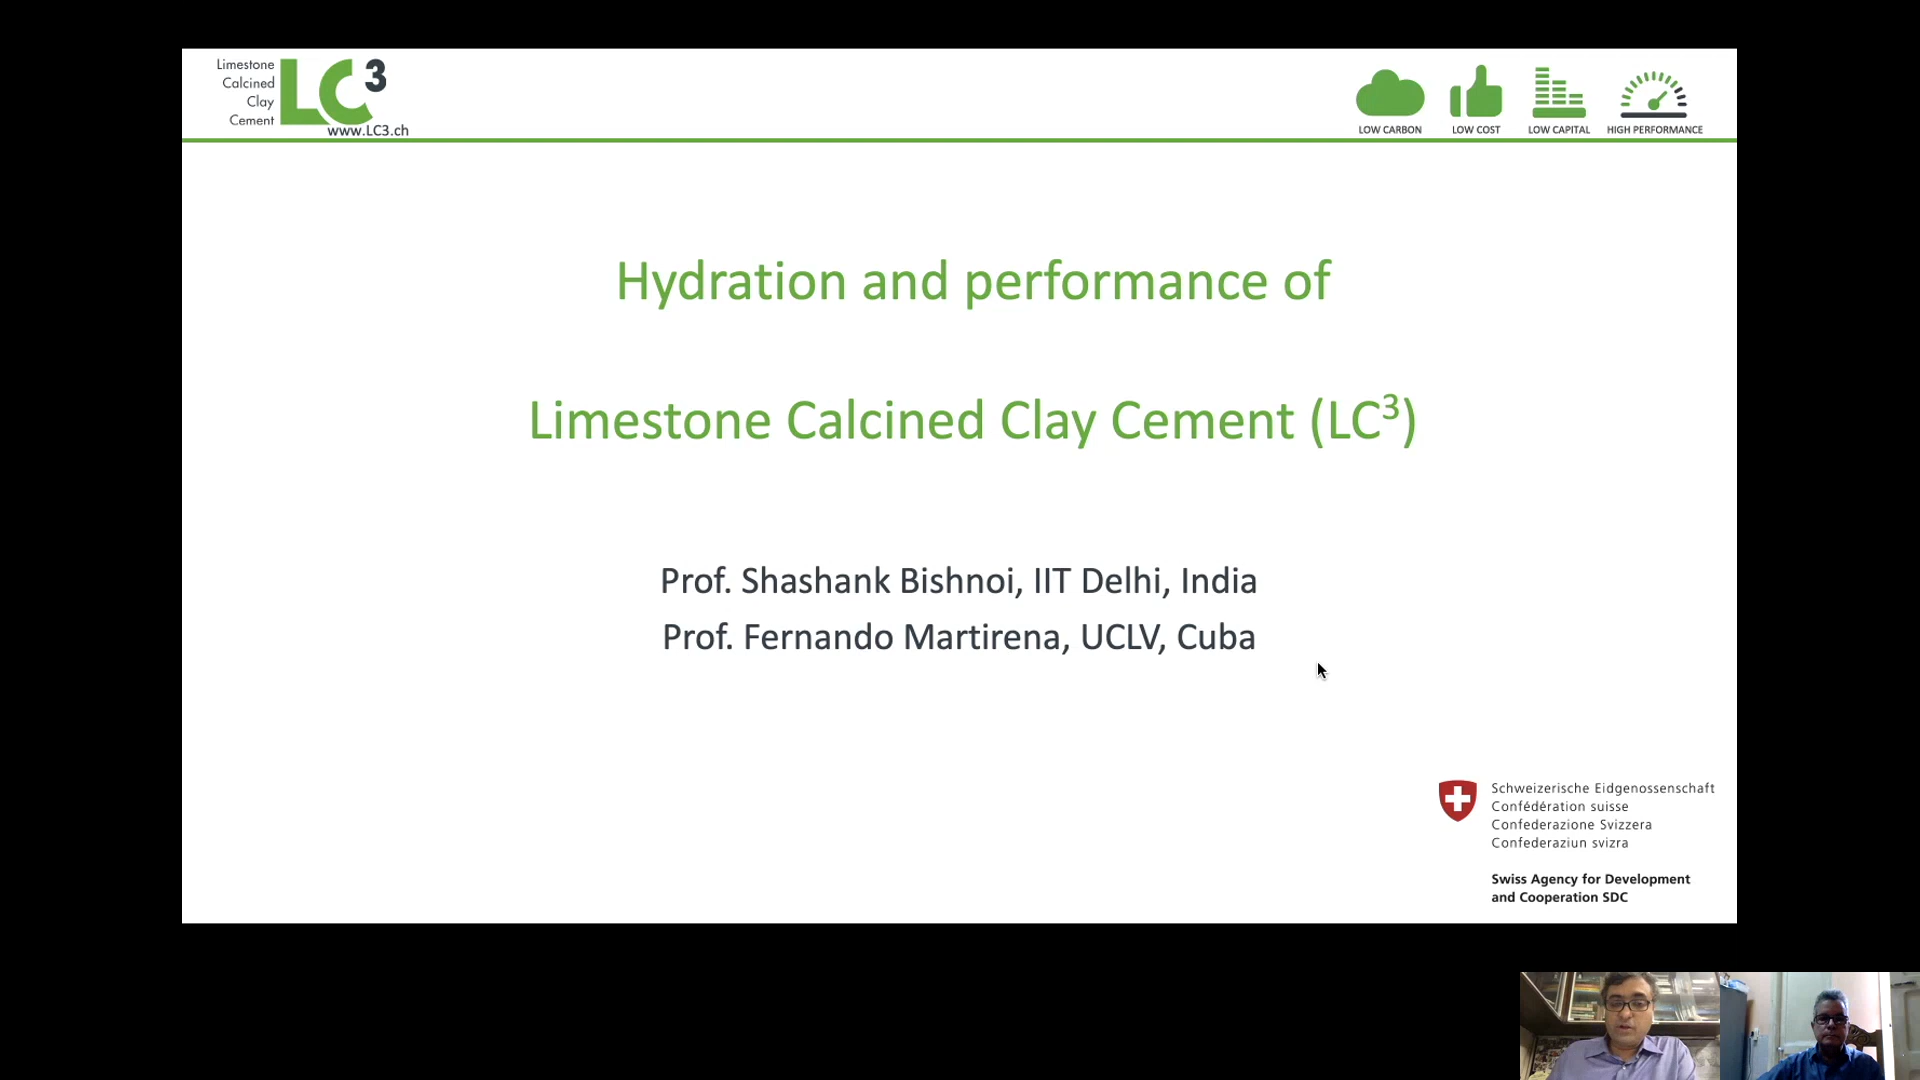 Limestone
Calcined
Clay
Cement
LC³
www.LC3.ch
LOW CARBON
LOW COST
LOW CAPITAL
HIGH PERFORMANCE
Hydration and performance of
Limestone Calcined Clay Cement (LC³)
Prof. Shashank Bishnoi, IIT Delhi, India
Prof. Fernando Martirena, UCLV, Cuba
Schweizerische Eidgenossenschaft
Confédération suisse
Confederazione Svizzera
Confederaziun svizra
Swiss Agency for Development
and Cooperation SDC